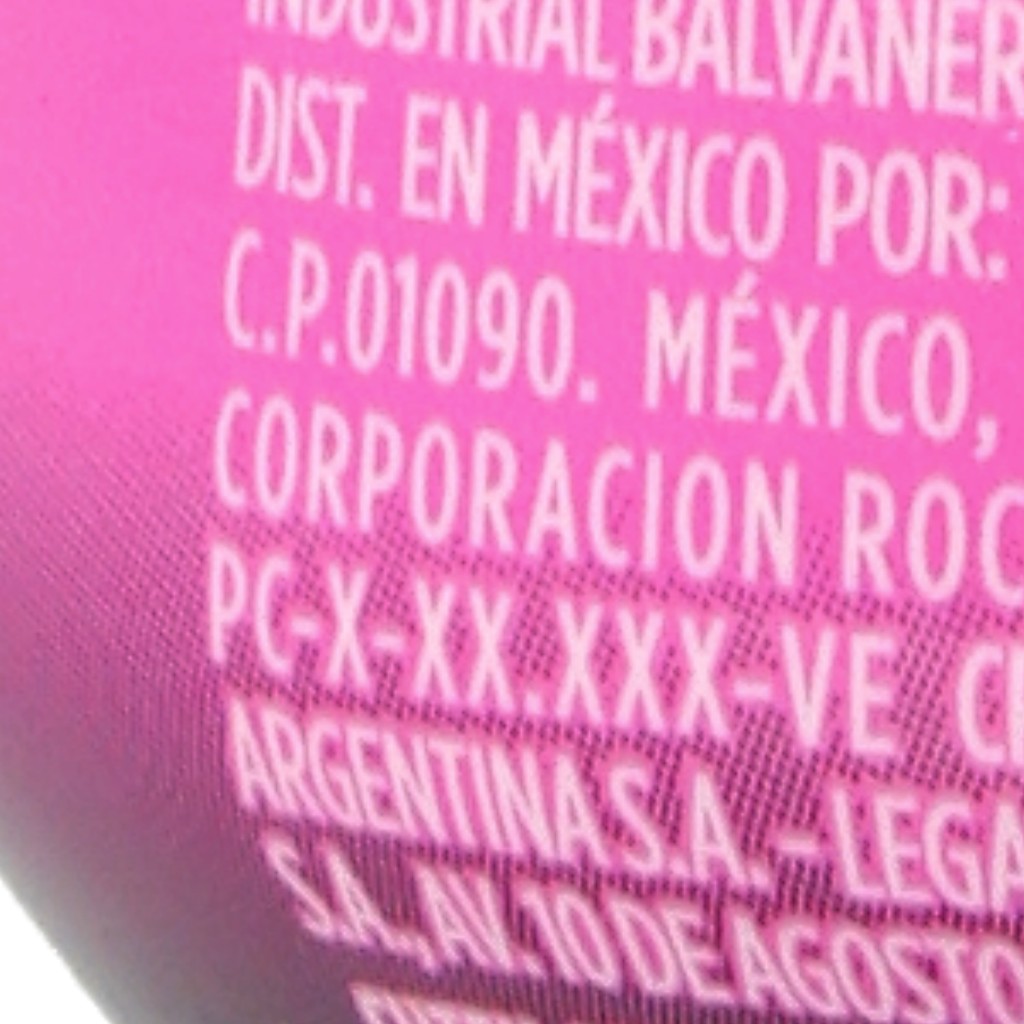 INDUSTRIAL BALVANER
DIST. EN MÉXICO POR:
C.P.01090. MÉXICO,
CORPORACION ROC
PC-X-XX.XXX-VE
ARGENTINA S.A.-LEGA
S.A., AV. 10 DE AGOSTO